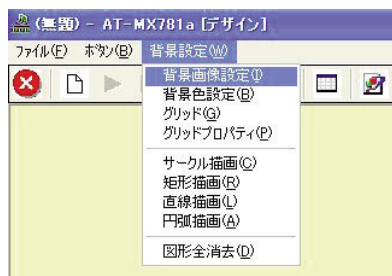 (無題) - AT-MX781a [デザイン]
ファイル(F) ボタン(B) 背景設定(W)
背景画像設定(I)
背景色設定(B)
グリッド(G)
グリッドプロパティ(P)
サークル描画(C)
矩形描画(R)
直線描画(L)
円弧描画(A)
図形全消去(D)